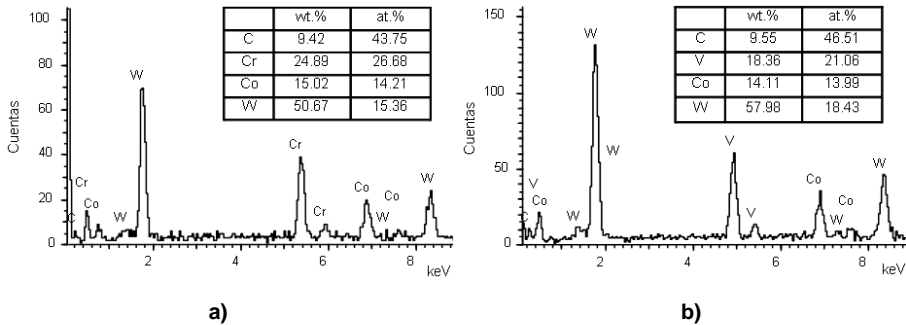 100
80
60
40
20
0
Cuentas
wt.% at.%
C 9.42 43.75
Cr 24.89 26.68
Co 15.02 14.21
W 50.67 15.36
W
Cr
Co
C
W
Cr
Cr
Co
Co
W
W
2 4 6 8
keV
a)
150
100
50
0
Cuentas
wt.% at.%
C 9.55 46.51
V 18.36 21.06
Co 14.11 13.99
W 57.98 18.43
W
W
V
Co
C
W
V
V
Co
Co
W
W
2 4 6 8
keV
b)